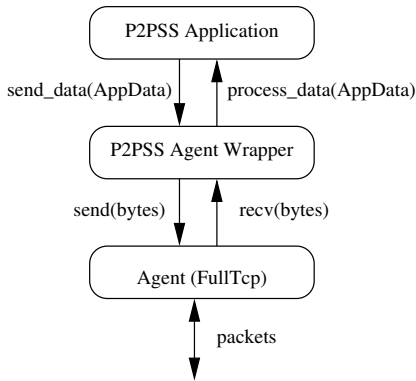 P2PSS Application
send_data(AppData)
process_data(AppData)
P2PSS Agent Wrapper
send(bytes)
recv(bytes)
Agent (FullTcp)
packets